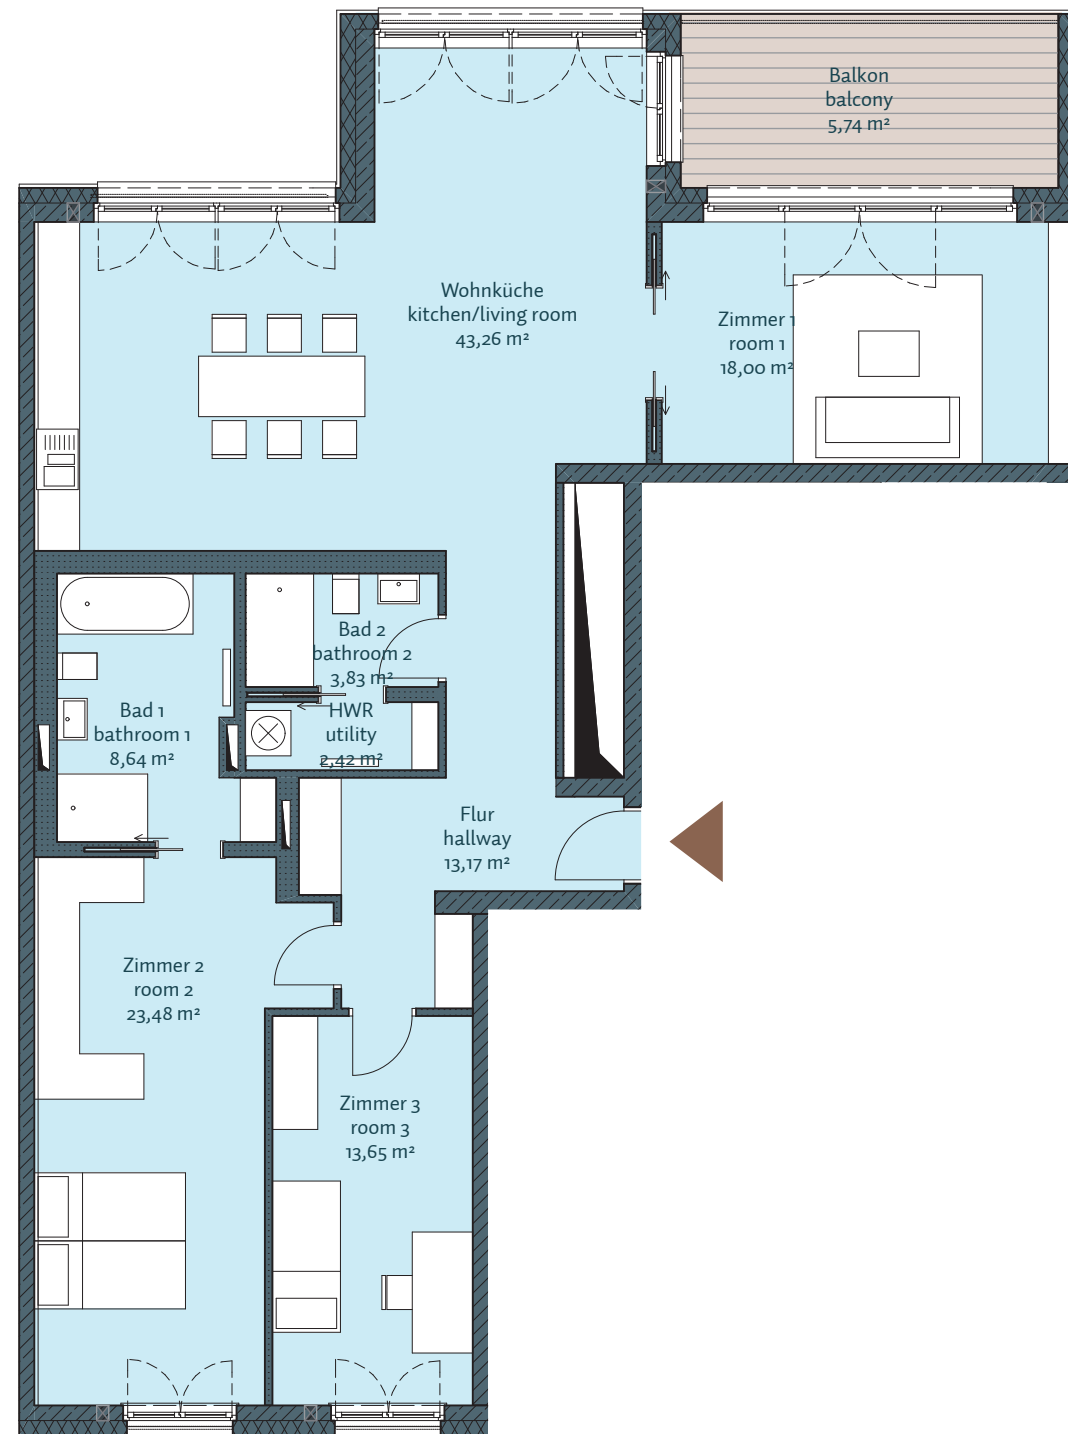 Balkon
balcony
5,74 m²
Wohnküche
kitchen/living room
43,26 m²
Zimmer 1
room 1
18,00 m²
Bad 2
bathroom 2
3,83 m²
HWR
utility
2,42 m²
Bad 1
bathroom 1
8,64 m²
Flur
hallway
13,17 m²
Zimmer 2
room 2
23,48 m²
Zimmer 3
room 3
13,65 m²